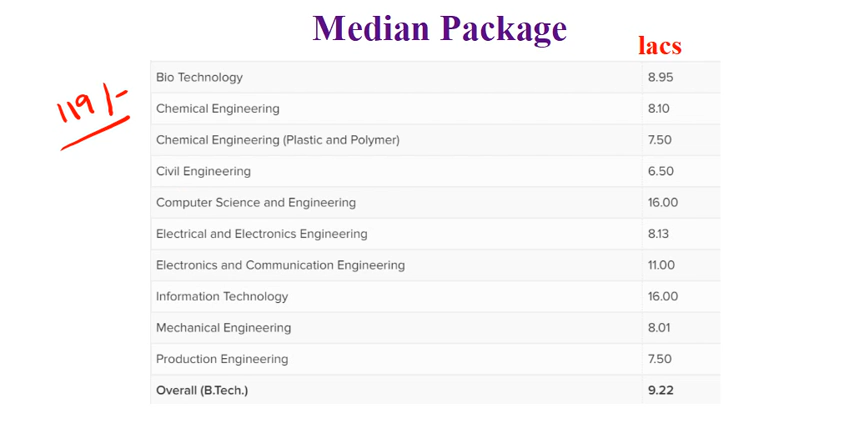 Median Package
lacs
119/-
Bio Technology 8.95
Chemical Engineering 8.10
Chemical Engineering (Plastic and Polymer) 7.50
Civil Engineering 6.50
Computer Science and Engineering 16.00
Electrical and Electronics Engineering 8.13
Electronics and Communication Engineering 11.00
Information Technology 16.00
Mechanical Engineering 8.01
Production Engineering 7.50
Overall (B.Tech.) 9.22